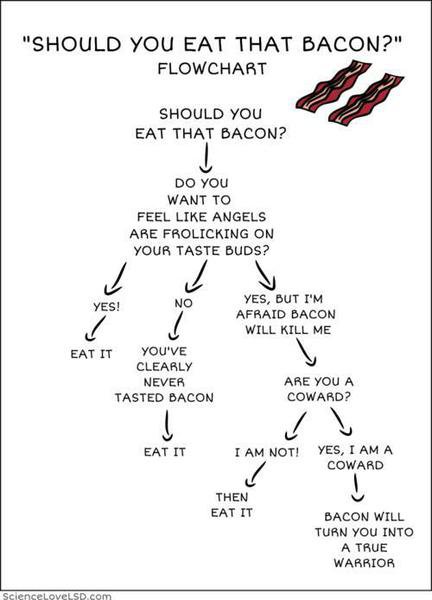 "SHOULD YOU EAT THAT BACON?"
FLOWCHART
SHOULD YOU
EAT THAT BACON?
DO YOU
WANT TO
FEEL LIKE ANGELS
ARE FROLICKING ON
YOUR TASTE BUDS?
YES!
EAT IT
NO
YOU'VE
CLEARLY
NEVER
TASTED BACON
EAT IT
YES, BUT I'M
AFRAID BACON
WILL KILL ME
ARE YOU A
COWARD?
I AM NOT!
THEN
EAT IT
YES, I AM A
COWARD
BACON WILL
TURN YOU INTO
A TRUE
WARRIOR
ScienceLoveLSD.com